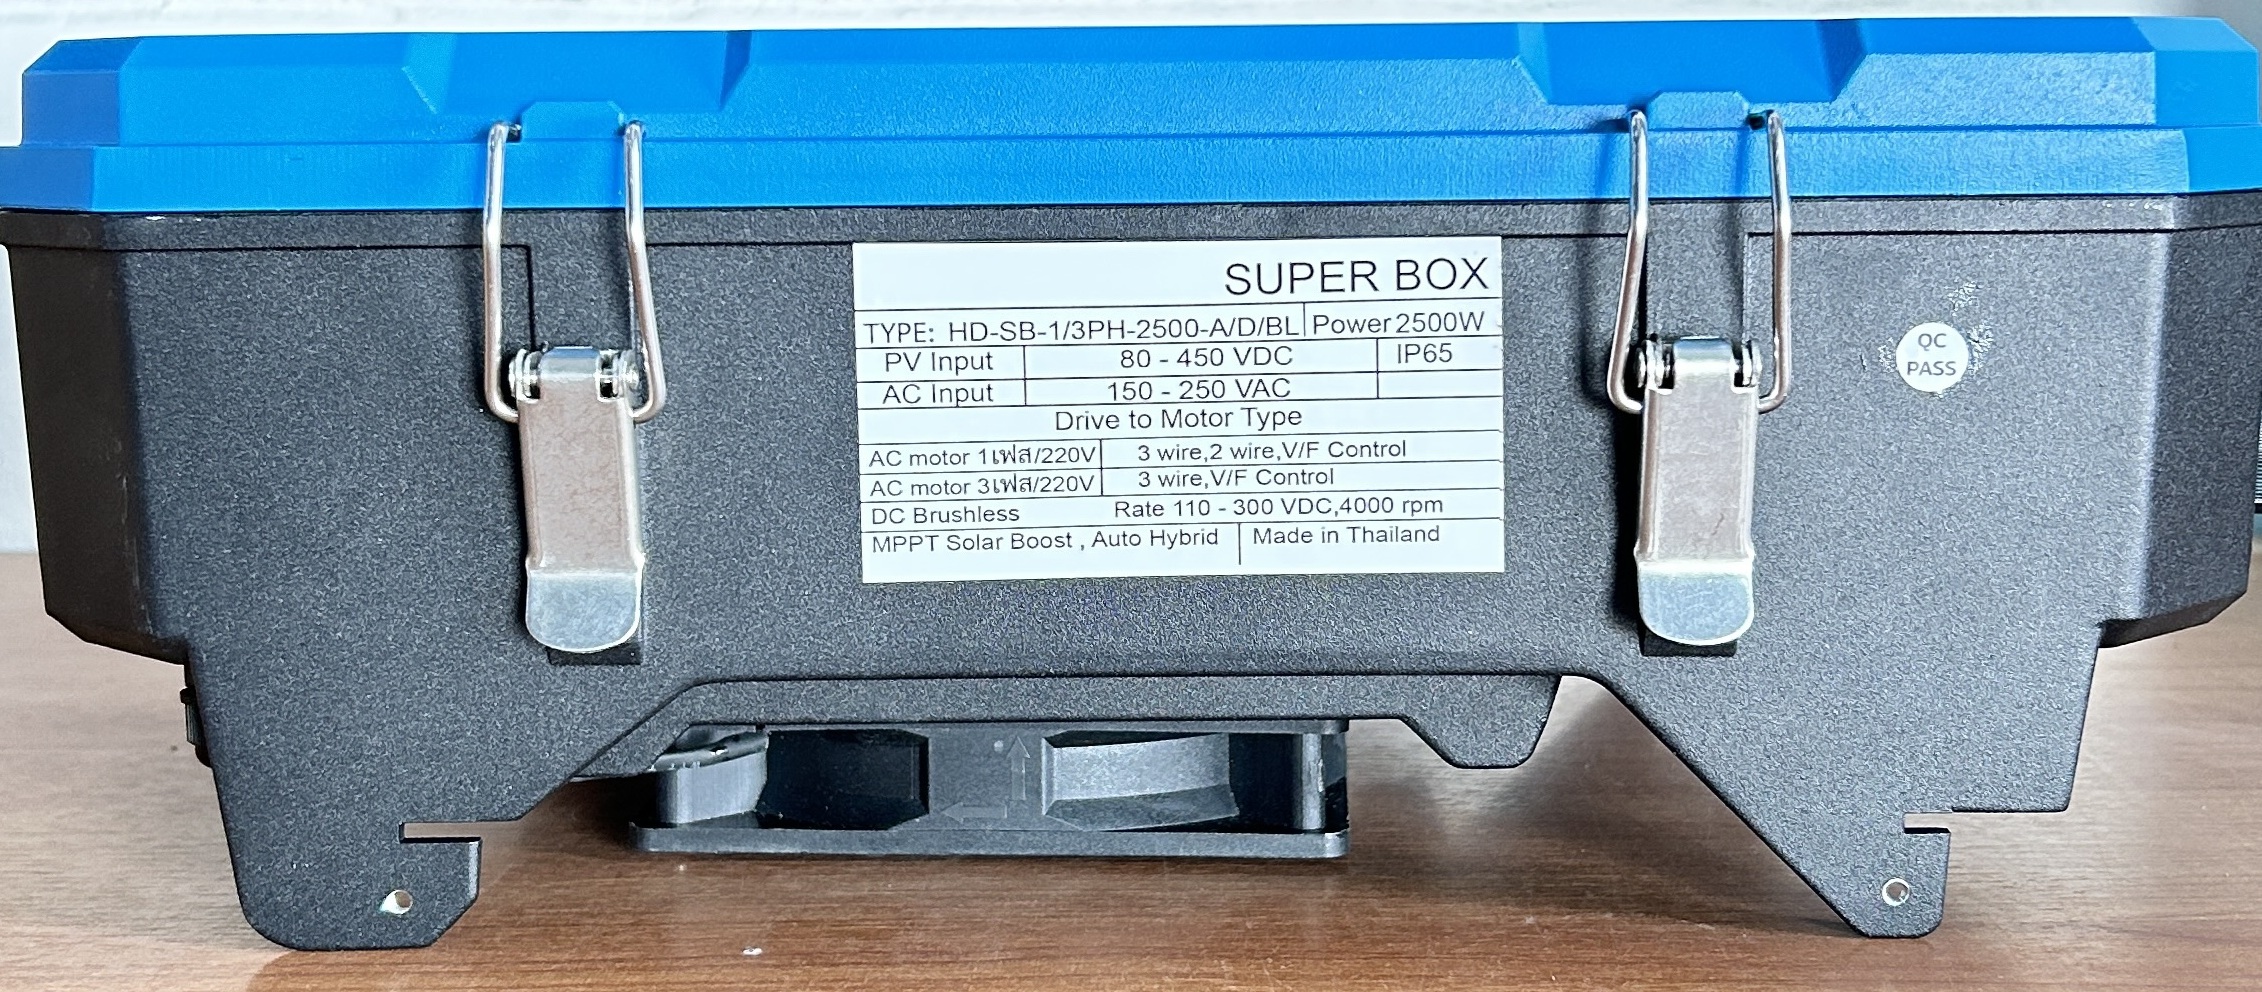 SUPER BOX
TYPE: HD-SB-1/3PH-2500-A/D/BL Power 2500W
PV Input 80 - 450 VDC IP65
AC Input 150 - 250 VAC
Drive to Motor Type
AC motor 1เฟส/220V 3 wire,2 wire,V/F Control
AC motor 3เฟส/220V 3 wire,V/F Control
DC Brushless Rate 110 - 300 VDC,4000 rpm
MPPT Solar Boost , Auto Hybrid Made in Thailand
QC
PASS